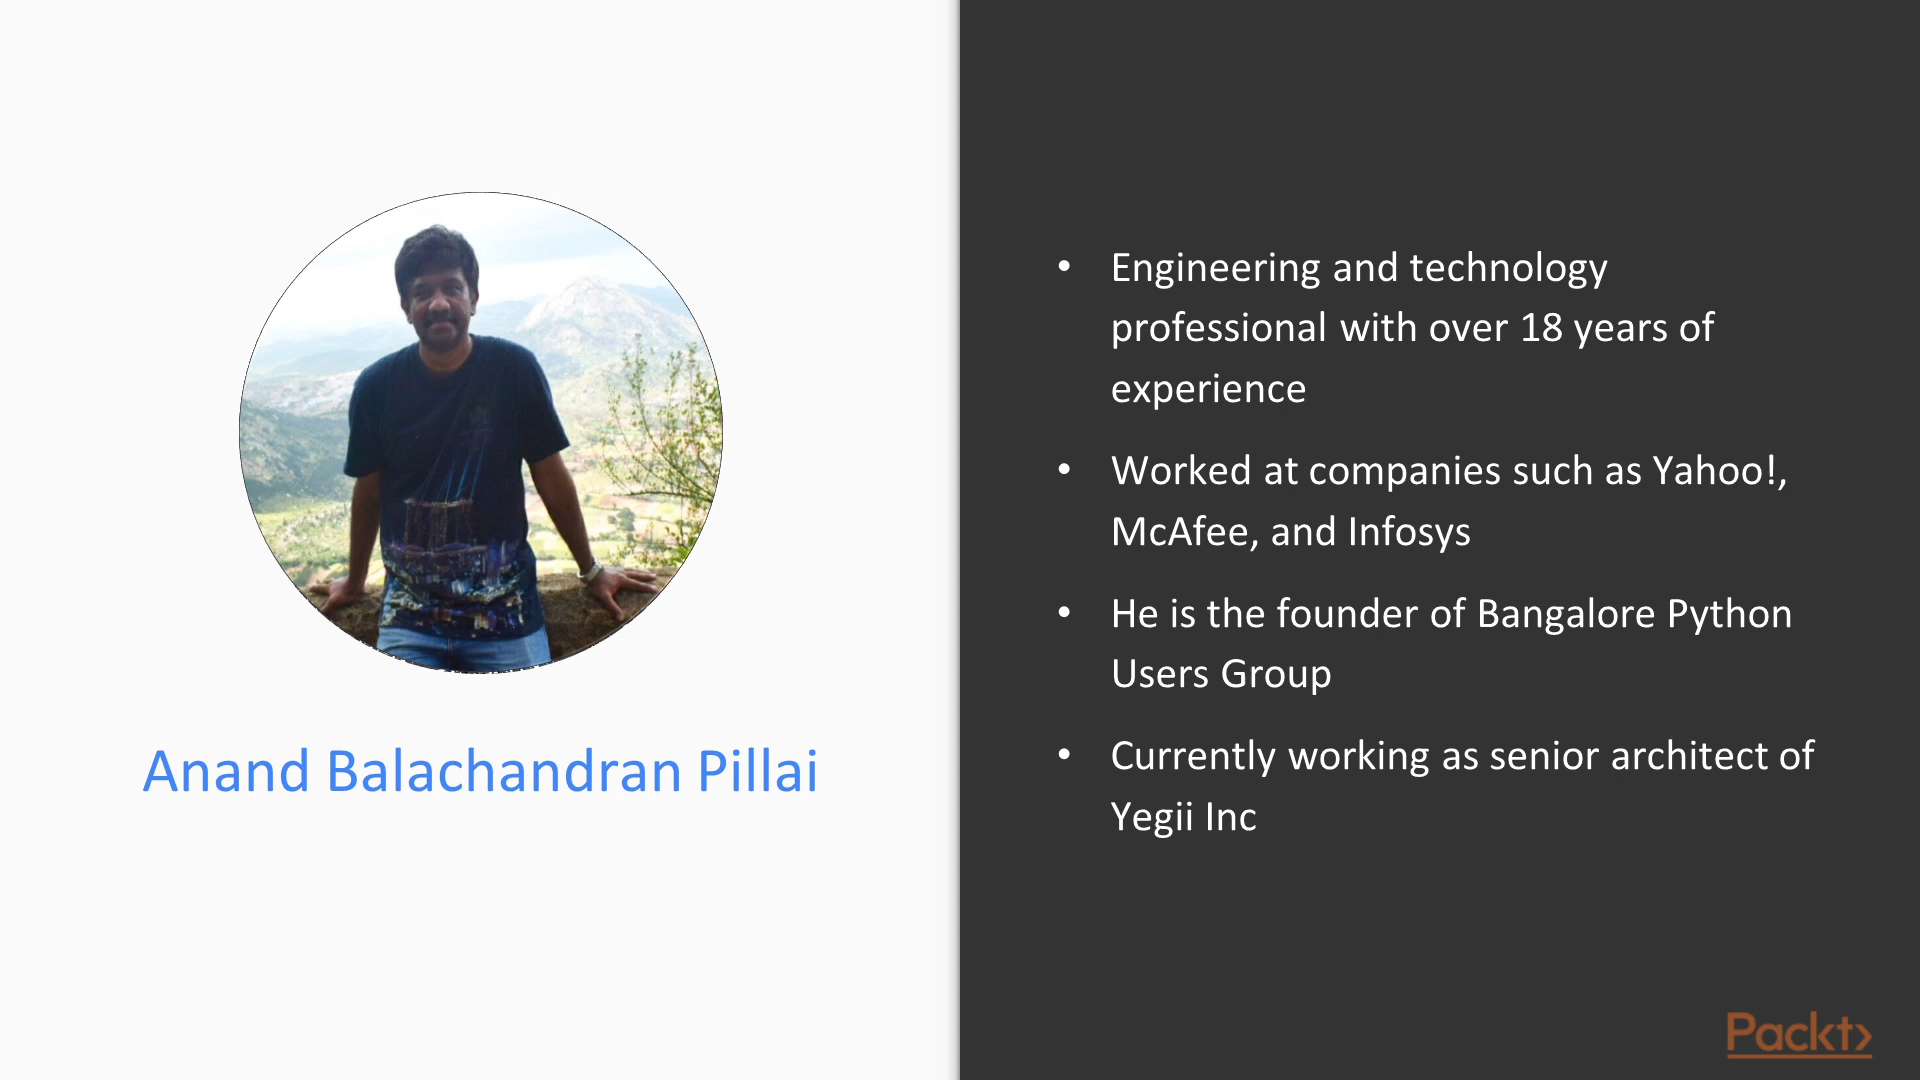 Anand Balachandran Pillai
• Engineering and technology
professional with over 18 years of
experience
• Worked at companies such as Yahoo!,
McAfee, and Infosys
• He is the founder of Bangalore Python
Users Group
• Currently working as senior architect of
Yegii Inc
Packt>